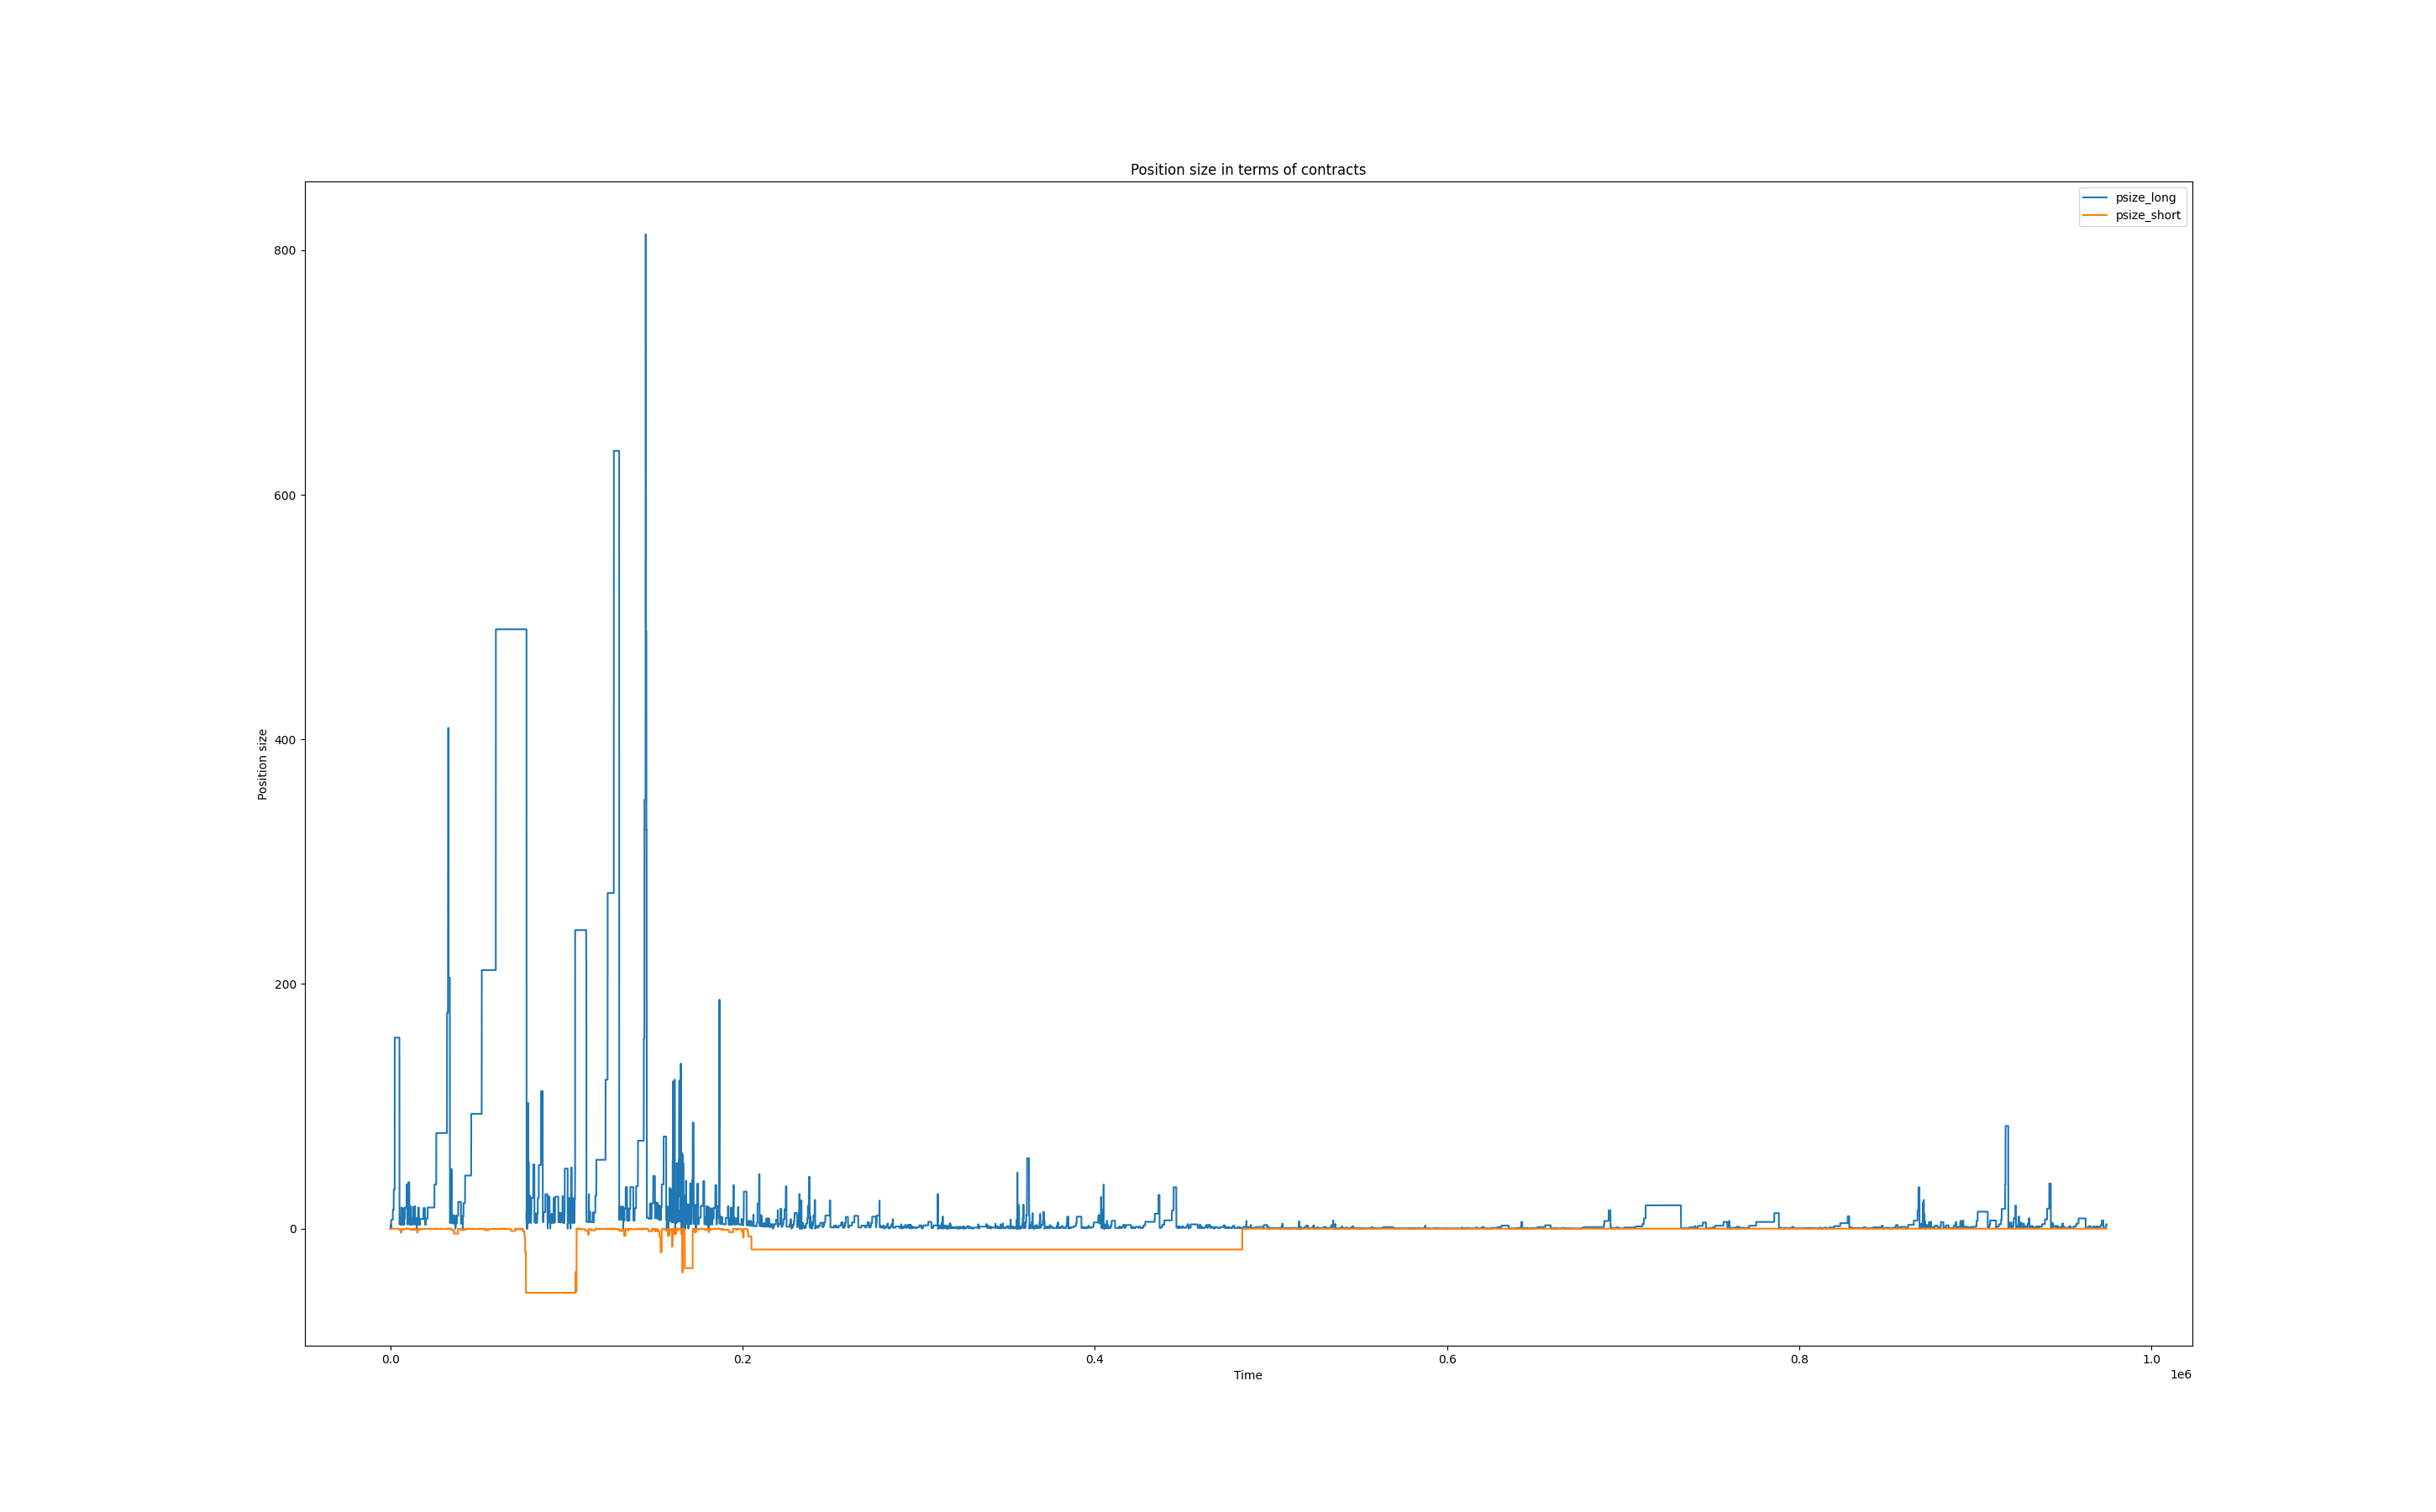 Position size in terms of contracts
psize_long
psize_short
800
600
400
200
0
Position size
0.0
0.2
0.4
0.6
0.8
1.0
Time
1e6